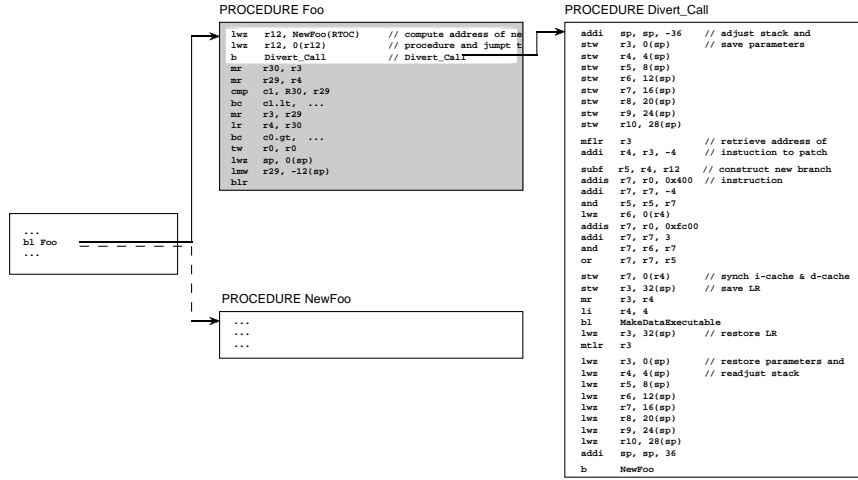 PROCEDURE Foo
lwz r12, NewFoo(RTOC) // compute address of ne
lwz r12, 0(r12) // procedure and jumpt t
b Divert_Call // Divert_Call
mr r30, r3
mr r29, r4
cmp c1, R30, r29
bc c1.lt, ...
mr r3, r29
lr r4, r30
bc c0.gt, ...
tw r0, r0
lwz sp, 0(sp)
lmw r29, -12(sp)
blr
...
bl Foo
...
PROCEDURE NewFoo
...
...
...
PROCEDURE Divert_Call
addi sp, sp, -36 // adjust stack and
stw r3, 0(sp) // save parameters
stw r4, 4(sp)
stw r5, 8(sp)
stw r6, 12(sp)
stw r7, 16(sp)
stw r8, 20(sp)
stw r9, 24(sp)
stw r10, 28(sp)
mflr r3 // retrieve address of
addi r4, r3, -4 // instuction to patch
subf r5, r4, r12 // construct new branch
addis r7, r0, 0x400 // instruction
addi r7, r7, -4
and r5, r5, r7
lwz r6, 0(r4)
addis r7, r0, 0xfc00
addi r7, r7, 3
and r7, r6, r7
or r7, r7, r5
stw r7, 0(r4) // synch i-cache & d-cache
stw r3, 32(sp) // save LR
mr r3, r4
li r4, 4
bl MakeDataExecutable
lwz r3, 32(sp) // restore LR
mtlr r3
lwz r3, 0(sp) // restore parameters and
lwz r4, 4(sp) // readjust stack
lwz r5, 8(sp)
lwz r6, 12(sp)
lwz r7, 16(sp)
lwz r8, 20(sp)
lwz r9, 24(sp)
lwz r10, 28(sp)
addi sp, sp, 36
b NewFoo